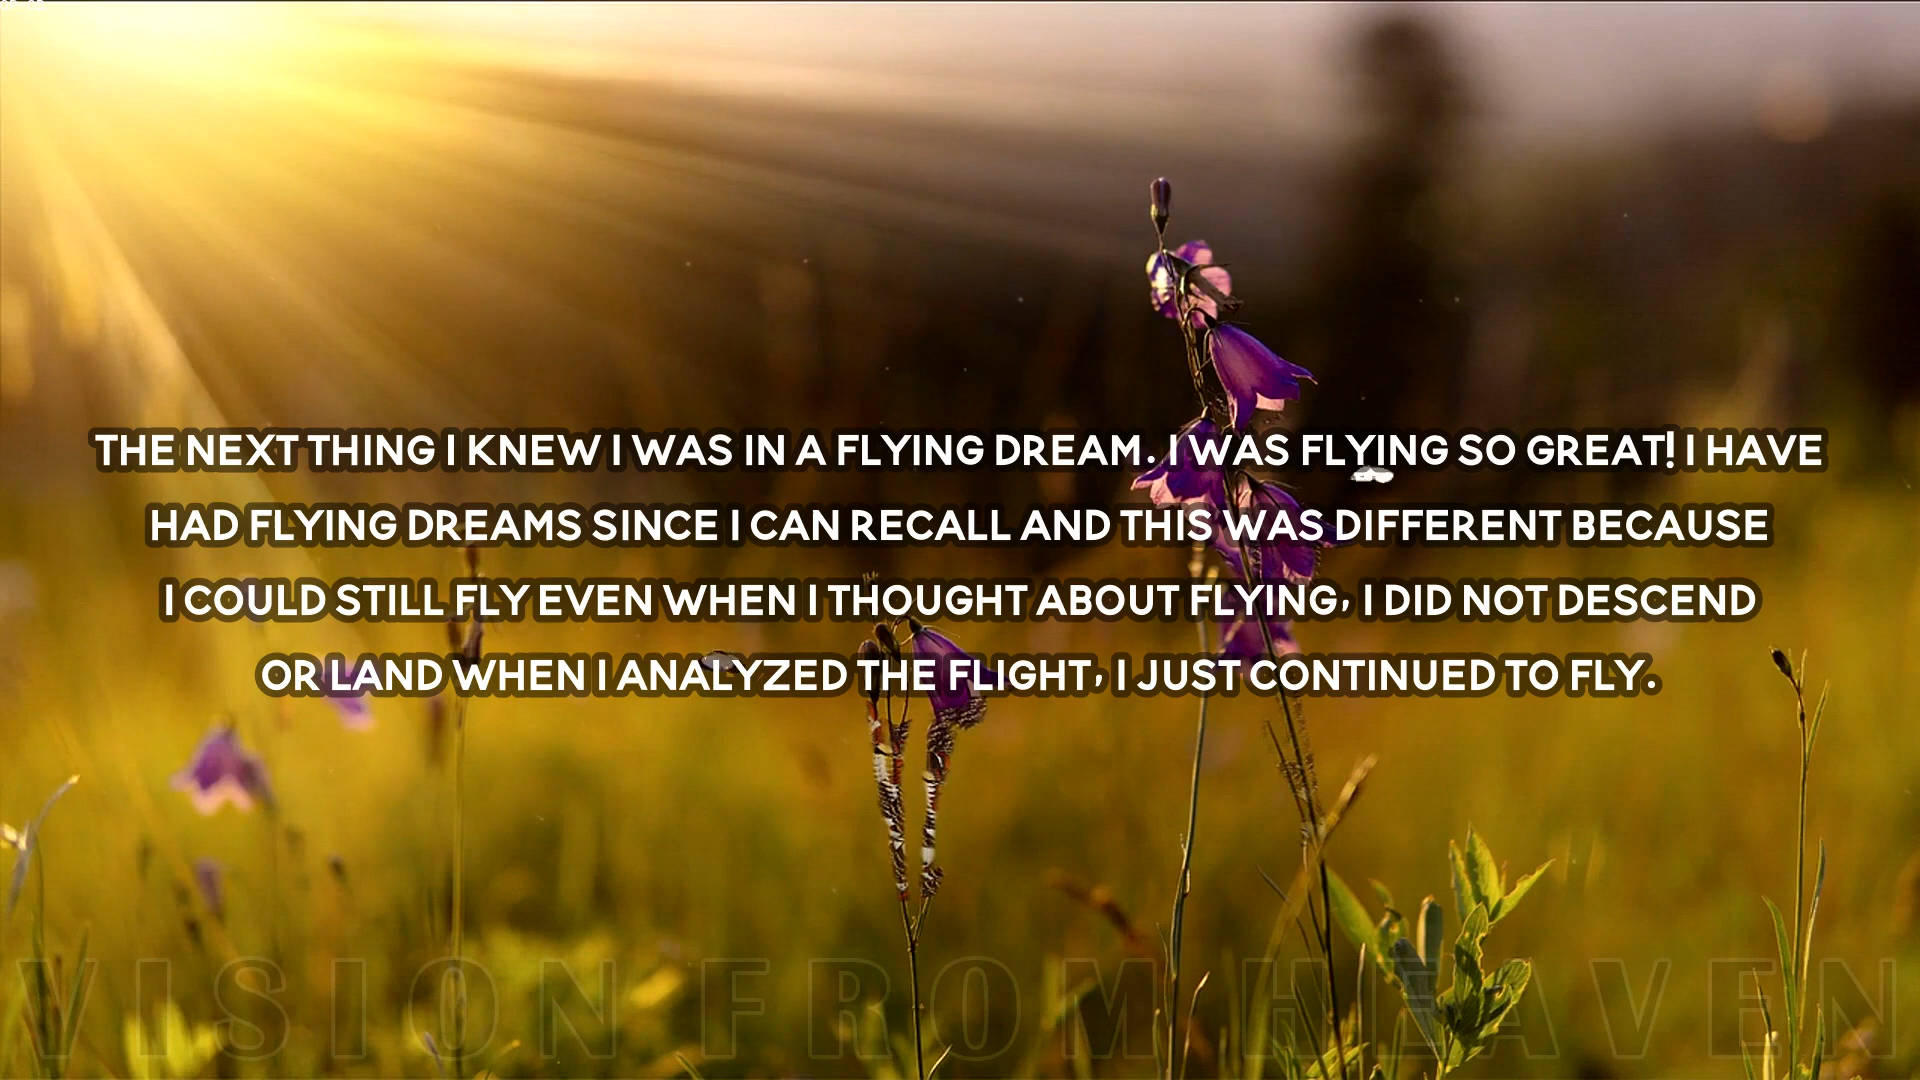 THE NEXT THING I KNEW I WAS IN A FLYING DREAM. I WAS FLYING SO GREAT! I HAVE
HAD FLYING DREAMS SINCE I CAN RECALL AND THIS WAS DIFFERENT BECAUSE
I COULD STILL FLY EVEN WHEN I THOUGHT ABOUT FLYING, I DID NOT DESCEND
OR LAND WHEN I ANALYZED THE FLIGHT, I JUST CONTINUED TO FLY.
VISION FROM HEAVEN